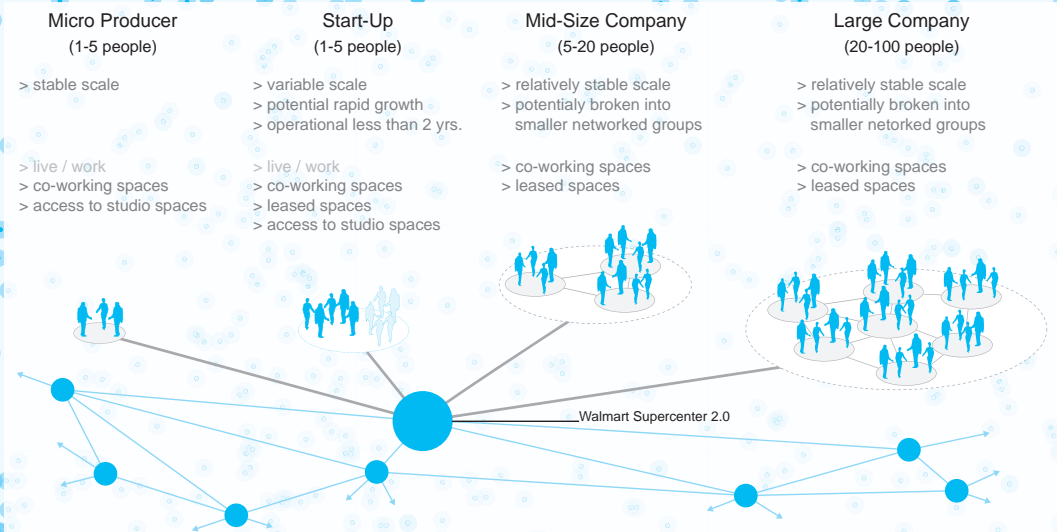 Micro Producer
(1-5 people)
> stable scale
> live / work
> co-working spaces
> access to studio spaces
Start-Up
(1-5 people)
> variable scale
> potential rapid growth
> operational less than 2 yrs.
> live / work
> co-working spaces
> leased spaces
> access to studio spaces
Mid-Size Company
(5-20 people)
> relatively stable scale
> potentialy broken into
smaller networked groups
> co-working spaces
> leased spaces
Large Company
(20-100 people)
> relatively stable scale
> potentially broken into
smaller netorked groups
> co-working spaces
> leased spaces
Walmart Supercenter 2.0